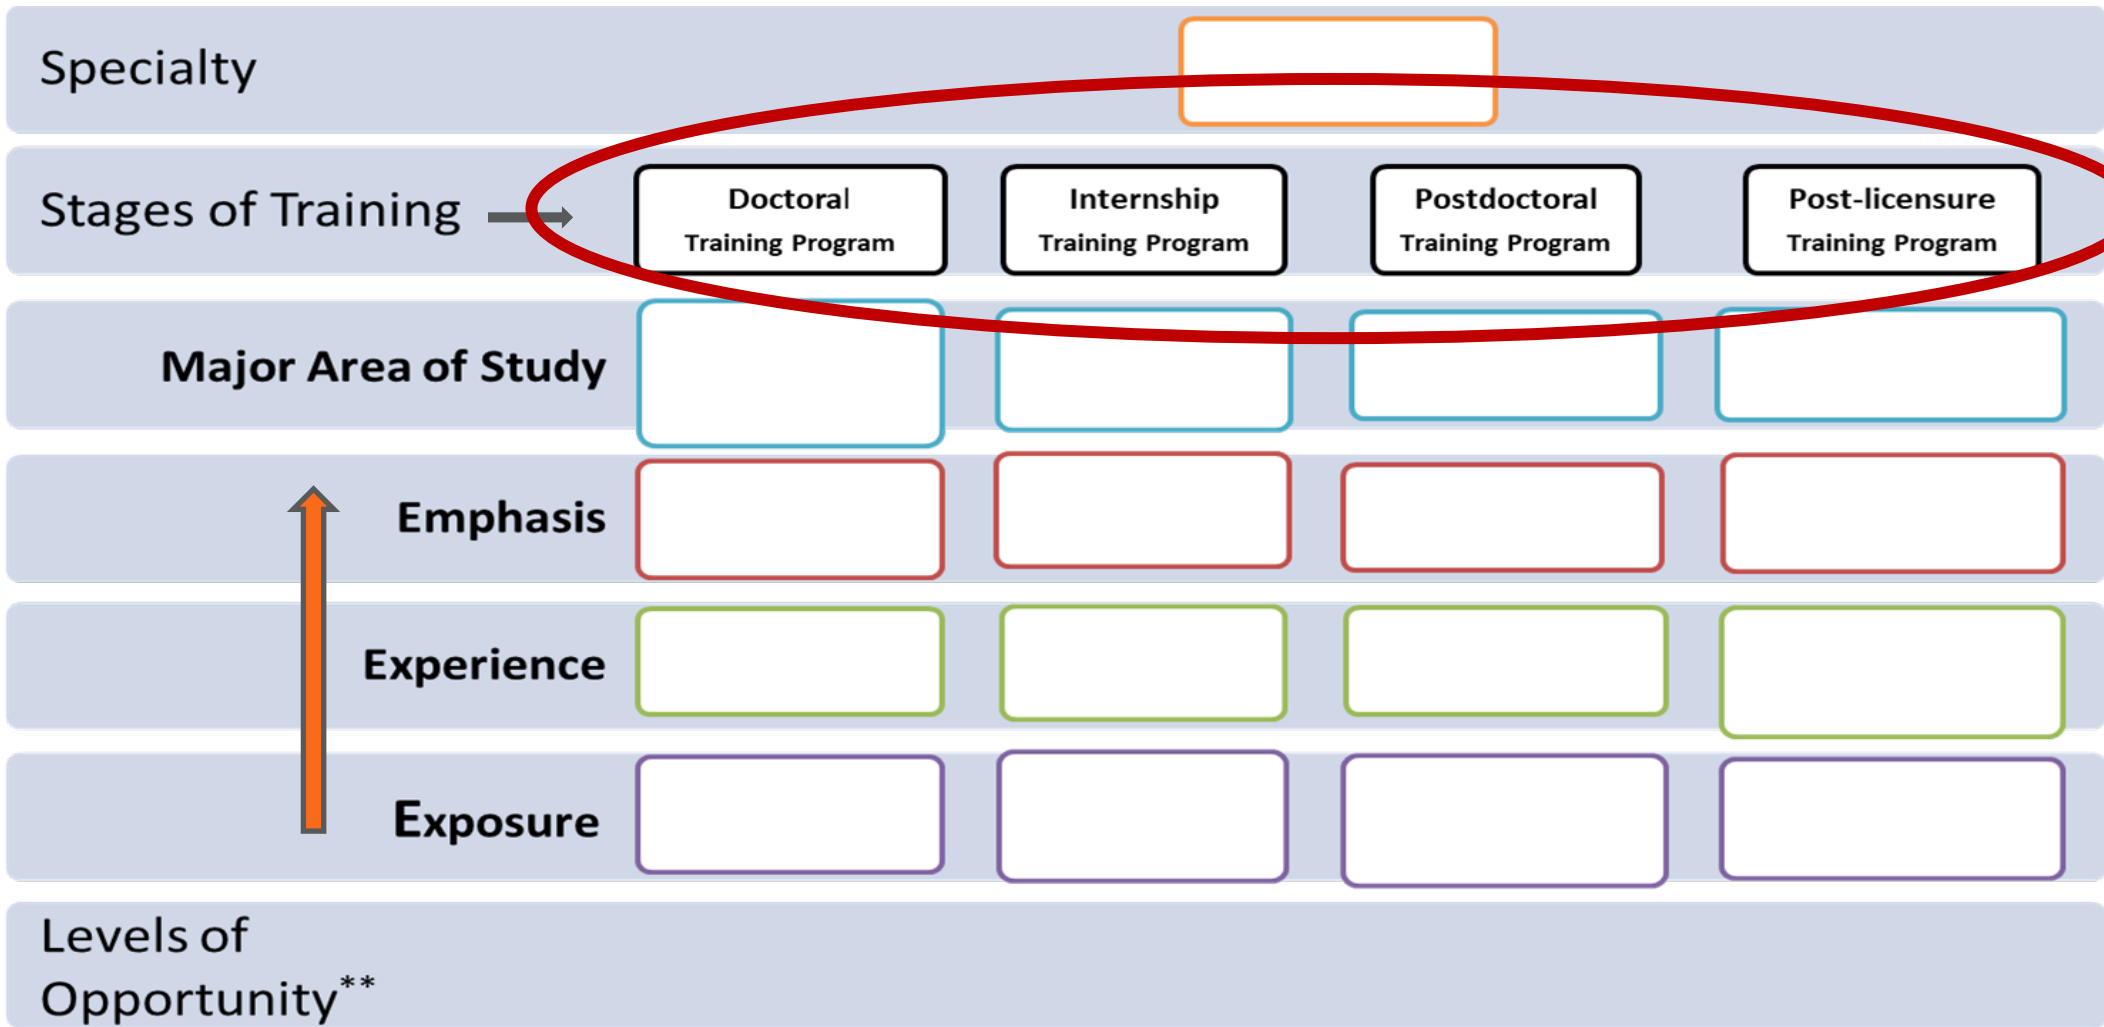 Specialty
Stages of Training
Doctoral
Training Program
Internship
Training Program
Postdoctoral
Training Program
Post-licensure
Training Program
Major Area of Study
Emphasis
Experience
Exposure
Levels of
Opportunity**